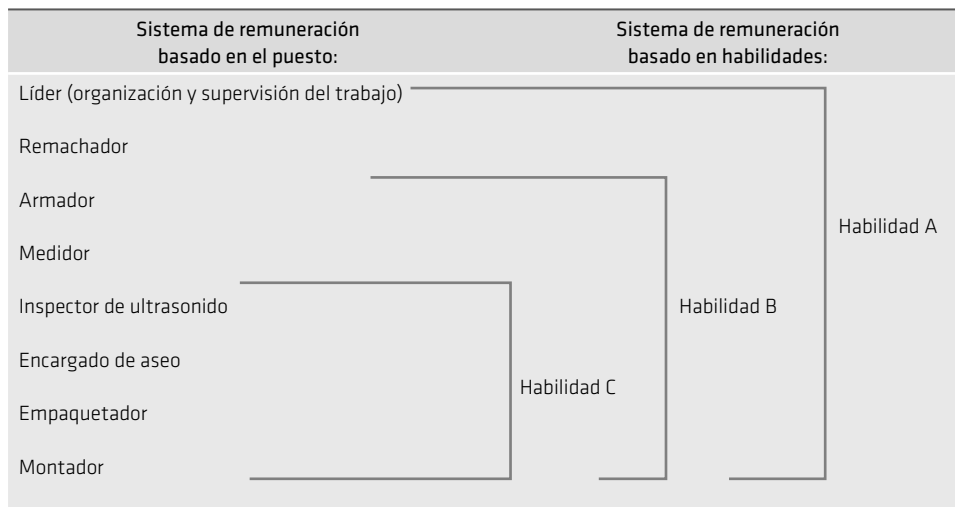 Sistema de remuneración
basado en el puesto:
Sistema de remuneración
basado en habilidades:
Líder (organización y supervisión del trabajo)
Remachador
Armador
Medidor
Habilidad A
Inspector de ultrasonido
Habilidad B
Encargado de aseo
Habilidad C
Empaquetador
Montador